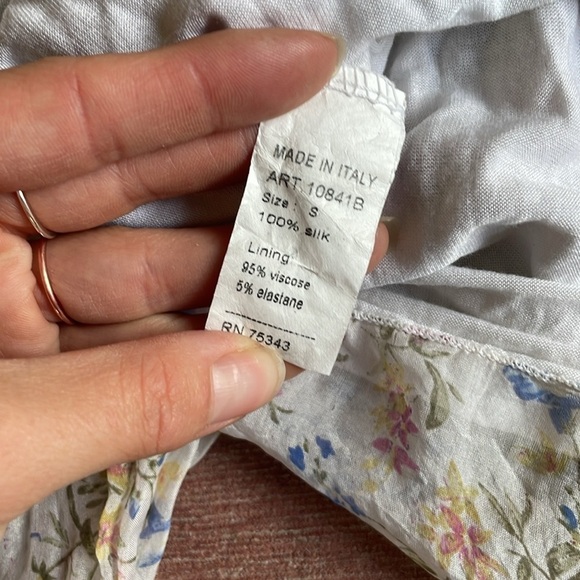 MADE IN ITALY
ART.10841B
Size : S
100% silk
Lining:
95% viscose
5% elastane
RN 75343